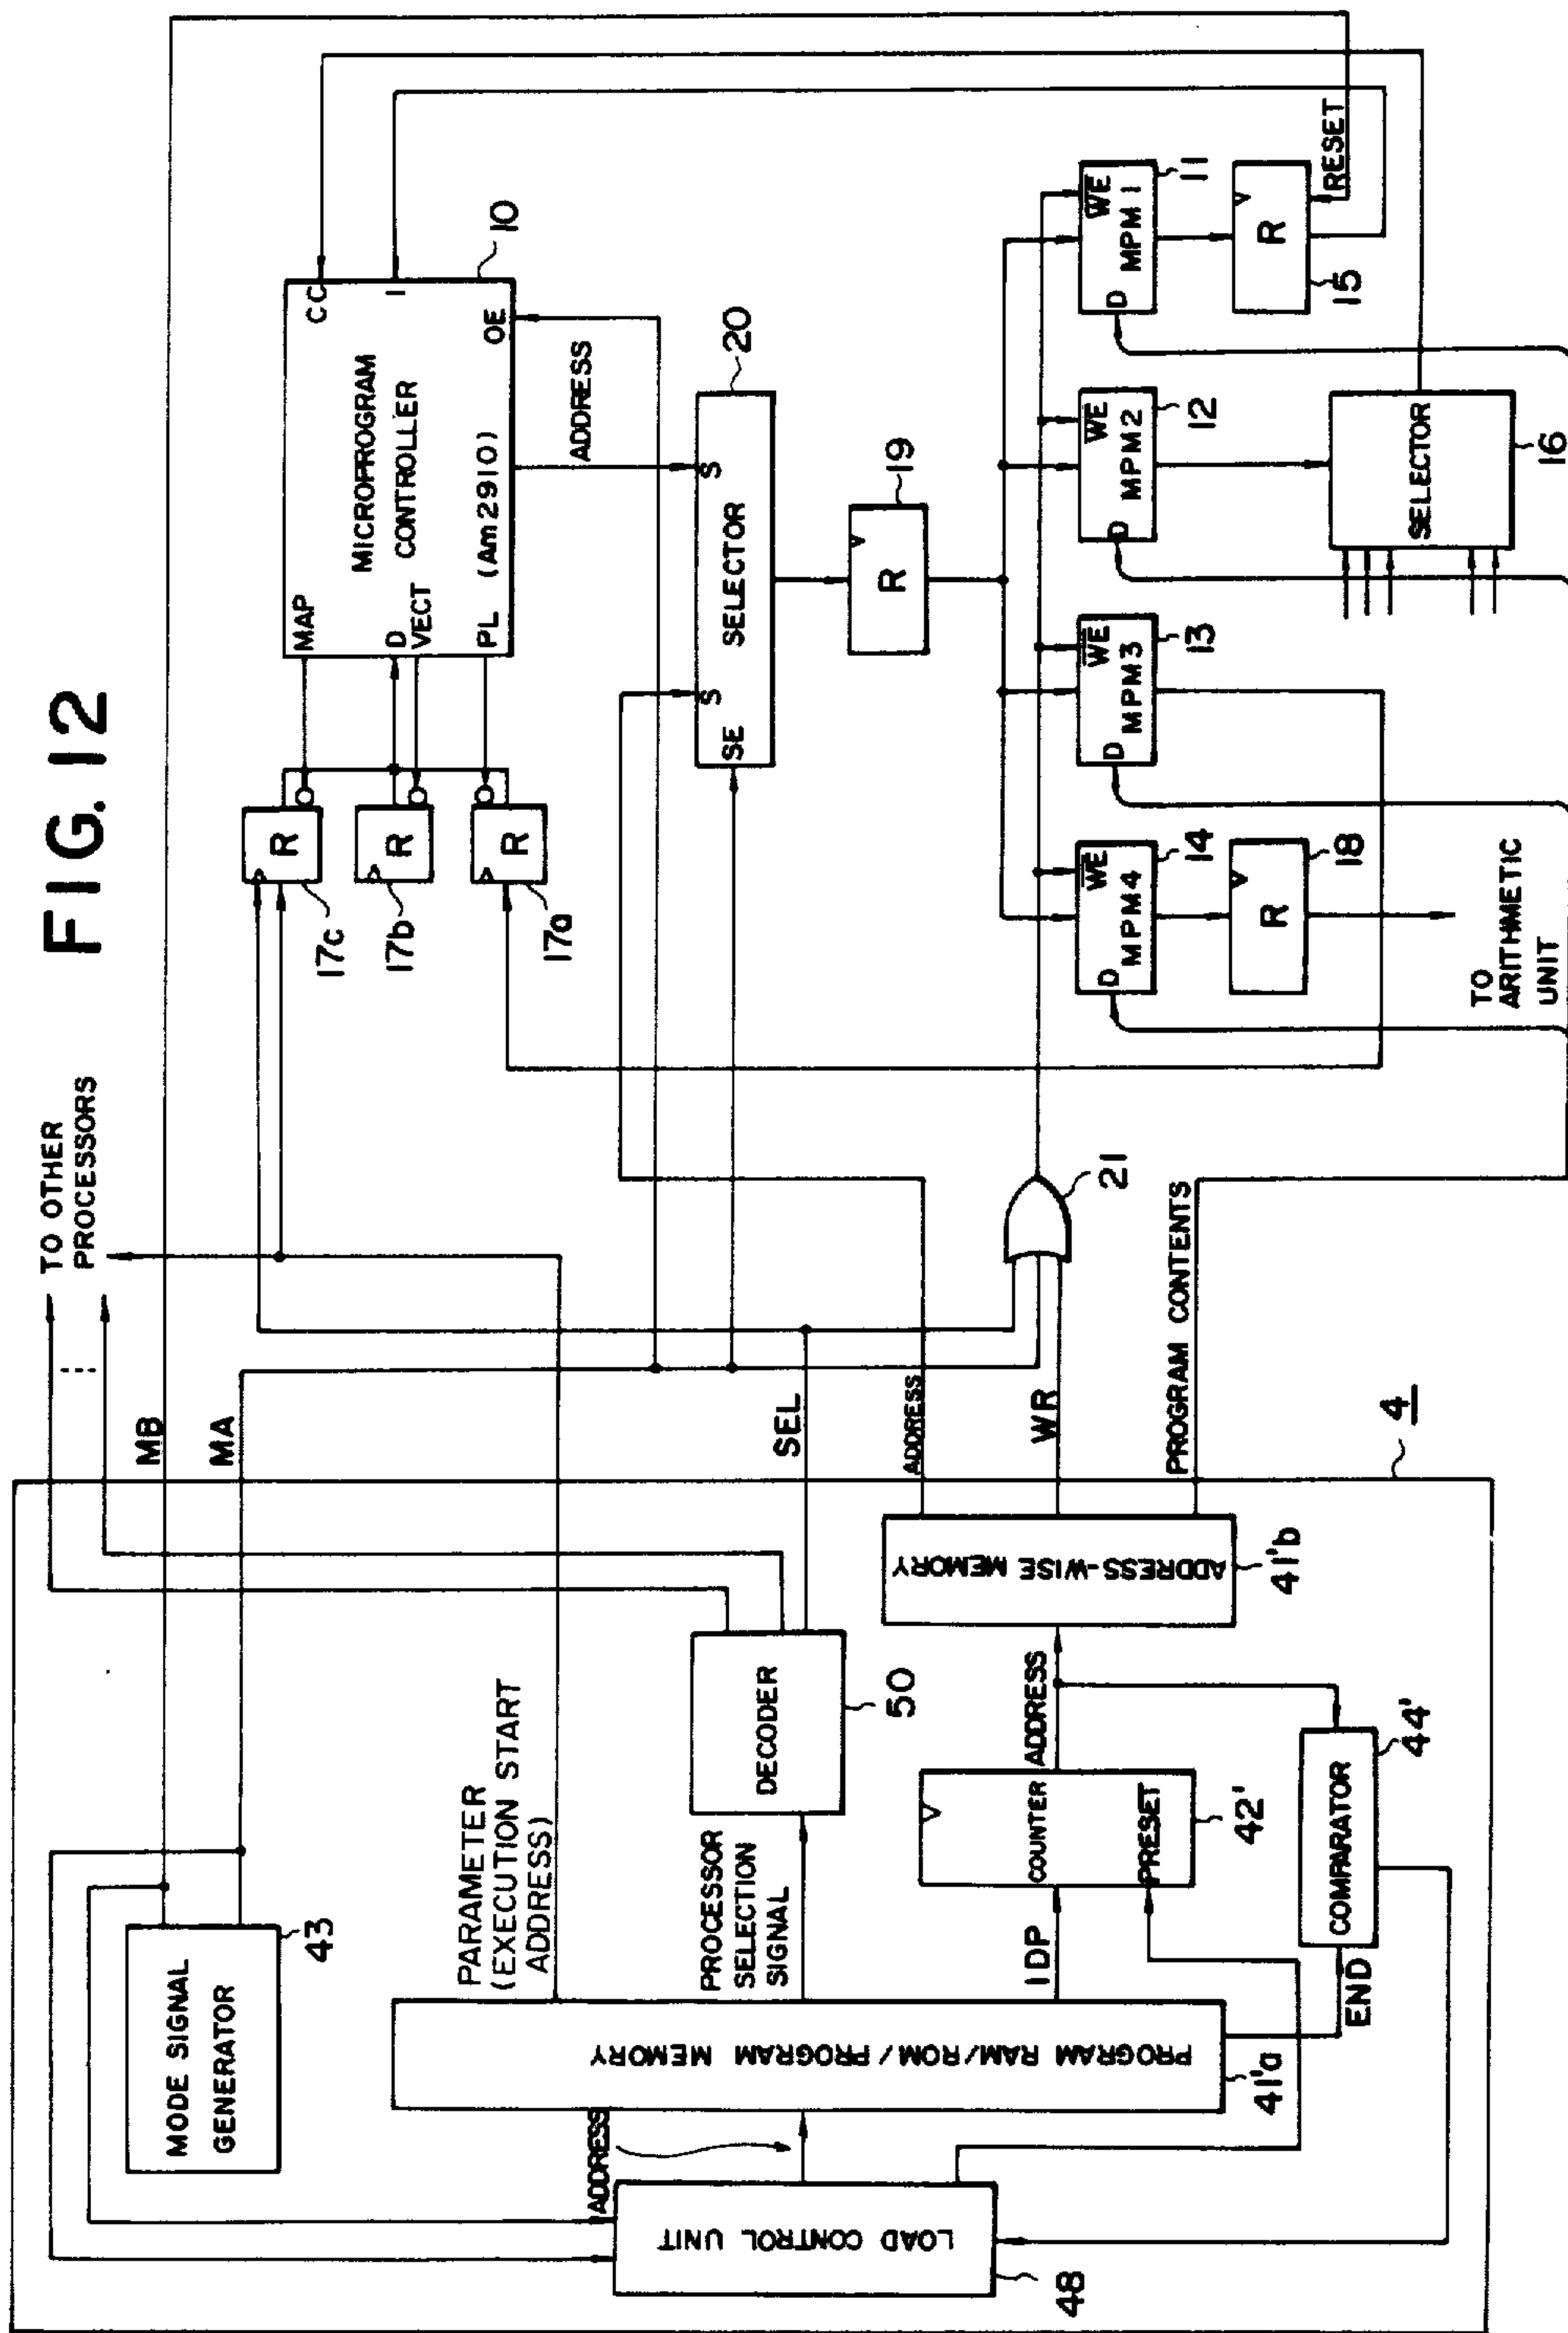 FIG. 12
MODE SIGNAL
GENERATOR
43
MB
MA
TO OTHER
PROCESSORS
PARAMETER
(EXECUTION START
ADDRESS)
PROCESSOR
SELECTION
SIGNAL
DECODER
50
SEL
ADDRESS
LOAD CONTROL UNIT
48
PROGRAM RAM/ROM/PROGRAM MEMORY
41'a
IDP
END
COUNTER
PRESET
42'
ADDRESS
COMPARATOR
44'
ADDRESS-WISE MEMORY
41'b
ADDRESS
WR
PROGRAM CONTENTS
4
21
R
17c
R
17b
R
17a
MAP
D
VECT
PL
MICROPROGRAM
CONTROLLER
(Am2910)
CC
I
OE
10
ADDRESS
SE
S
S
SELECTOR
20
R
19
D
WE
MPM4
14
D
WE
MPM3
13
D
WE
MPM2
12
D
WE
MPM1
11
R
18
TO
ARITHMETIC
UNIT
SELECTOR
16
R
15
RESET